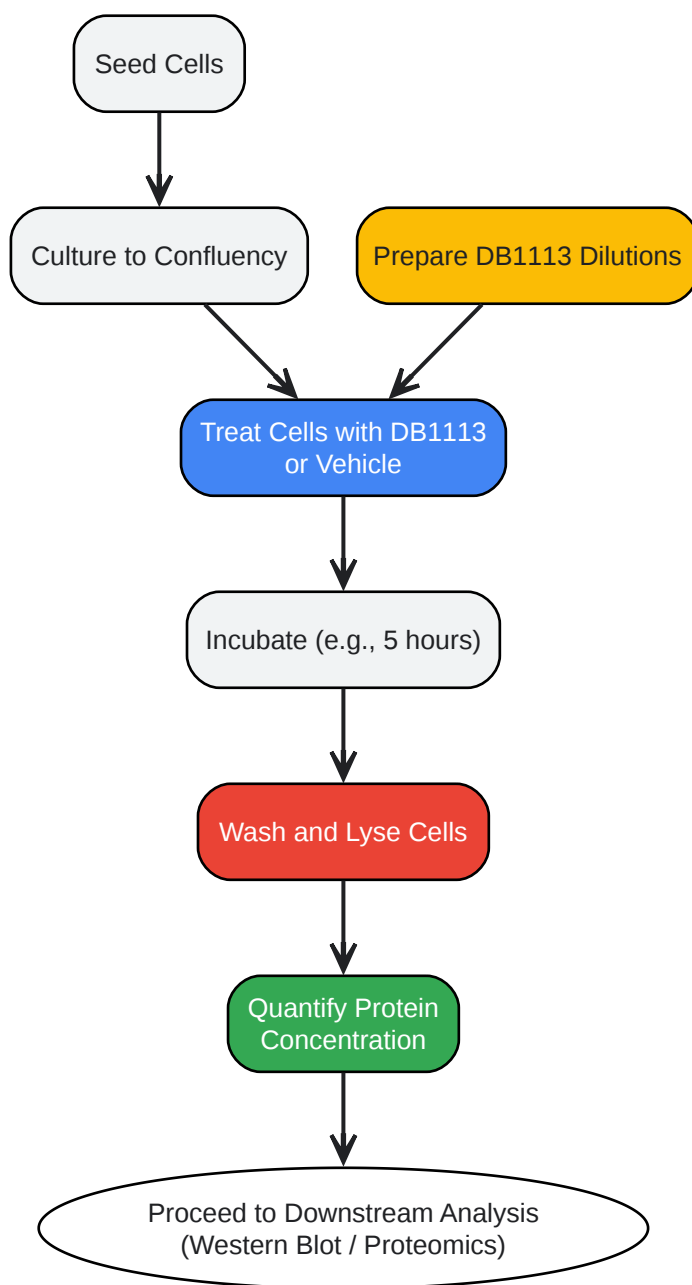 Seed Cells
Culture to Confluency
Prepare DB1113 Dilutions
Treat Cells with DB1113
or Vehicle
Incubate (e.g., 5 hours)
Wash and Lyse Cells
Quantify Protein
Concentration
Proceed to Downstream Analysis
(Western Blot / Proteomics)